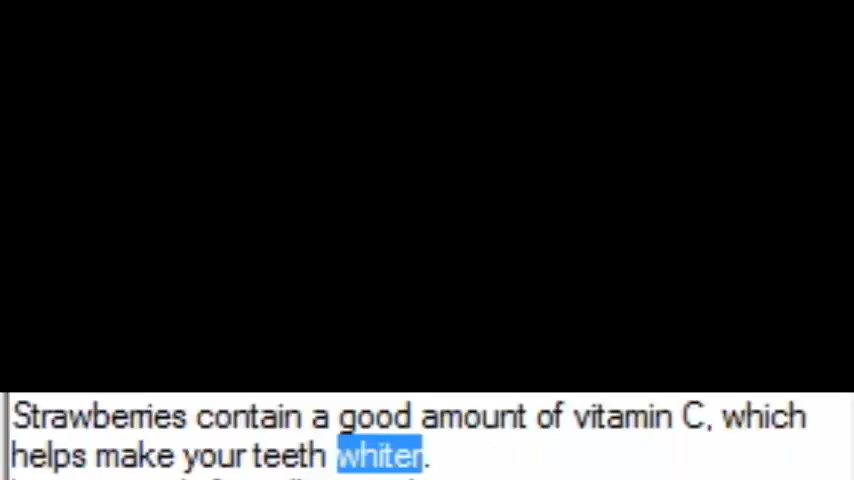 Strawberries contain a good amount of vitamin C, which
helps make your teeth whiter.